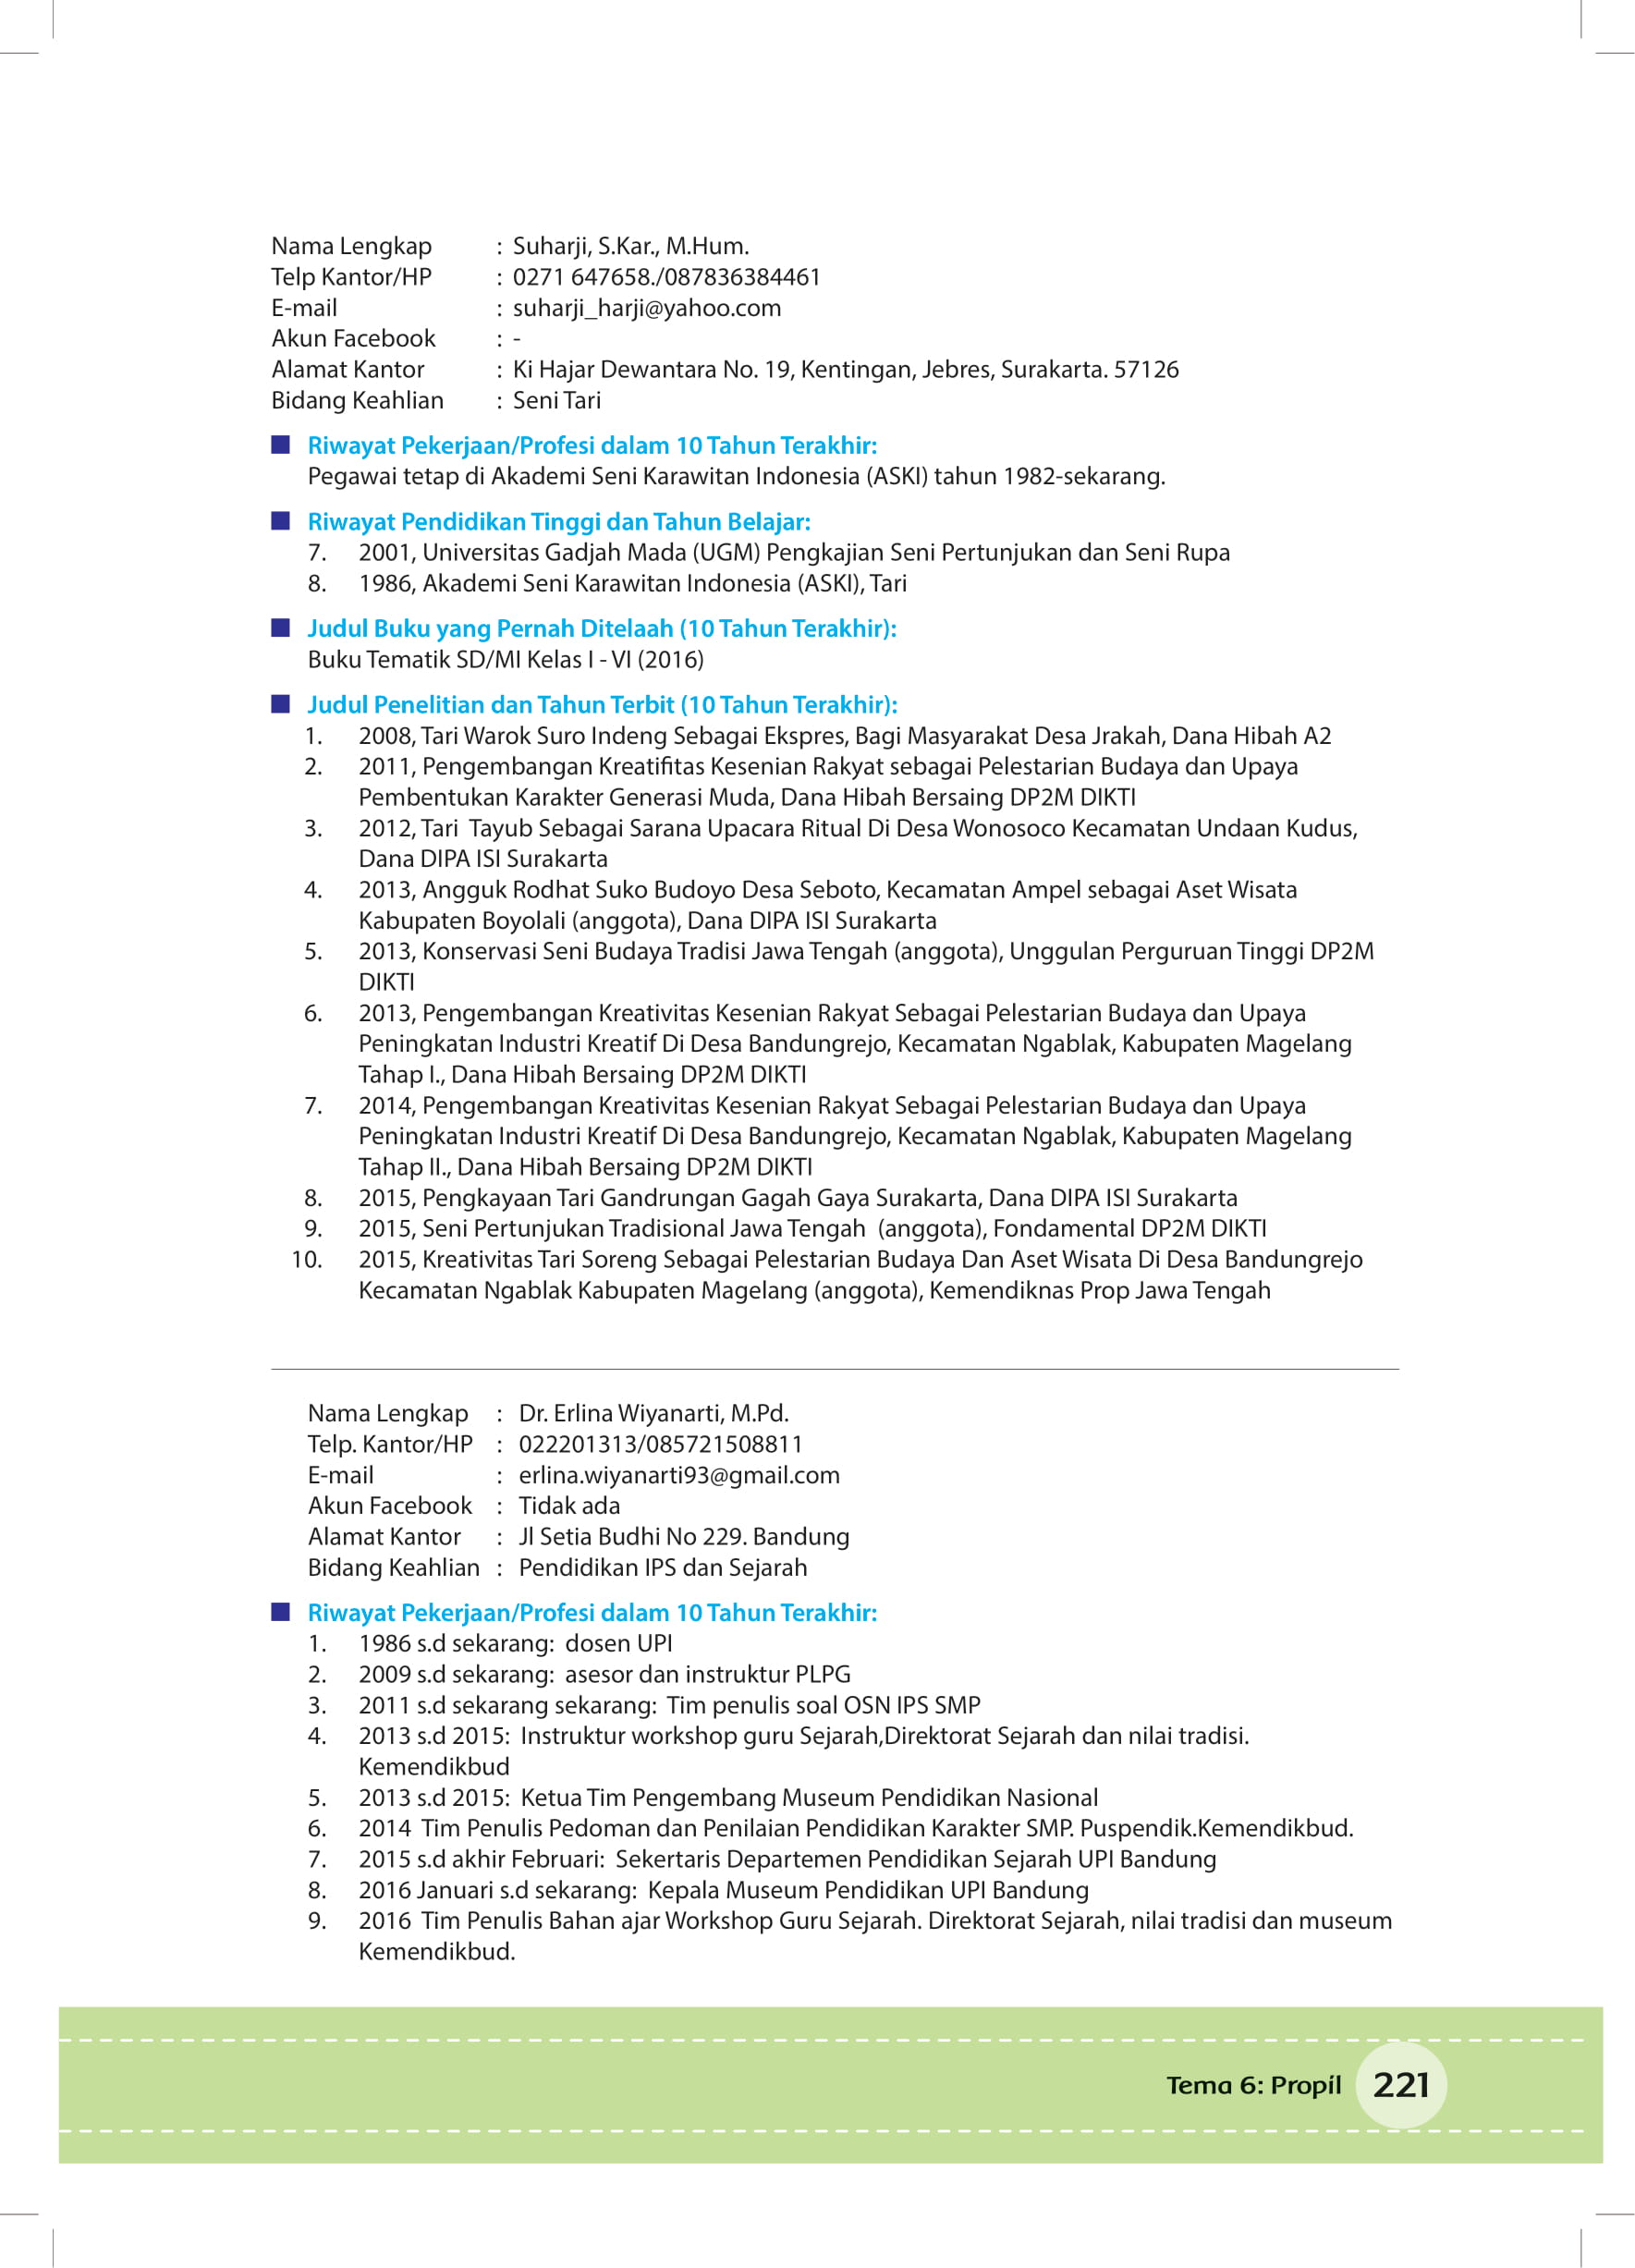 Nama Lengkap : Suharji, S.Kar., M.Hum.
Telp Kantor/HP : 0271 647658./087836384461
E-mail : suharji_harji@yahoo.com
Akun Facebook : -
Alamat Kantor : Ki Hajar Dewantara No. 19, Kentingan, Jebres, Surakarta. 57126
Bidang Keahlian : Seni Tari
Riwayat Pekerjaan/Profesi dalam 10 Tahun Terakhir:
Pegawai tetap di Akademi Seni Karawitan Indonesia (ASKI) tahun 1982-sekarang.
Riwayat Pendidikan Tinggi dan Tahun Belajar:
7. 2001, Universitas Gadjah Mada (UGM) Pengkajian Seni Pertunjukan dan Seni Rupa
8. 1986, Akademi Seni Karawitan Indonesia (ASKI), Tari
Judul Buku yang Pernah Ditelaah (10 Tahun Terakhir):
Buku Tematik SD/MI Kelas I - VI (2016)
Judul Penelitian dan Tahun Terbit (10 Tahun Terakhir):
1. 2008, Tari Warok Suro Indeng Sebagai Ekspres, Bagi Masyarakat Desa Jrakah, Dana Hibah A2
2. 2011, Pengembangan Kreatifitas Kesenian Rakyat sebagai Pelestarian Budaya dan Upaya
Pembentukan Karakter Generasi Muda, Dana Hibah Bersaing DP2M DIKTI
3. 2012, Tari Tayub Sebagai Sarana Upacara Ritual Di Desa Wonosoco Kecamatan Undaan Kudus,
Dana DIPA ISI Surakarta
4. 2013, Angguk Rodhat Suko Budoyo Desa Seboto, Kecamatan Ampel sebagai Aset Wisata
Kabupaten Boyolali (anggota), Dana DIPA ISI Surakarta
5. 2013, Konservasi Seni Budaya Tradisi Jawa Tengah (anggota), Unggulan Perguruan Tinggi DP2M
DIKTI
6. 2013, Pengembangan Kreativitas Kesenian Rakyat Sebagai Pelestarian Budaya dan Upaya
Peningkatan Industri Kreatif Di Desa Bandungrejo, Kecamatan Ngablak, Kabupaten Magelang
Tahap I., Dana Hibah Bersaing DP2M DIKTI
7. 2014, Pengembangan Kreativitas Kesenian Rakyat Sebagai Pelestarian Budaya dan Upaya
Peningkatan Industri Kreatif Di Desa Bandungrejo, Kecamatan Ngablak, Kabupaten Magelang
Tahap II., Dana Hibah Bersaing DP2M DIKTI
8. 2015, Pengkayaan Tari Gandrungan Gagah Gaya Surakarta, Dana DIPA ISI Surakarta
9. 2015, Seni Pertunjukan Tradisional Jawa Tengah (anggota), Fondamental DP2M DIKTI
10. 2015, Kreativitas Tari Soreng Sebagai Pelestarian Budaya Dan Aset Wisata Di Desa Bandungrejo
Kecamatan Ngablak Kabupaten Magelang (anggota), Kemendiknas Prop Jawa Tengah
Nama Lengkap : Dr. Erlina Wiyanarti, M.Pd.
Telp. Kantor/HP : 022201313/085721508811
E-mail : erlina.wiyanarti93@gmail.com
Akun Facebook : Tidak ada
Alamat Kantor : Jl Setia Budhi No 229. Bandung
Bidang Keahlian : Pendidikan IPS dan Sejarah
Riwayat Pekerjaan/Profesi dalam 10 Tahun Terakhir:
1. 1986 s.d sekarang: dosen UPI
2. 2009 s.d sekarang: asesor dan instruktur PLPG
3. 2011 s.d sekarang sekarang: Tim penulis soal OSN IPS SMP
4. 2013 s.d 2015: Instruktur workshop guru Sejarah,Direktorat Sejarah dan nilai tradisi.
Kemendikbud
5. 2013 s.d 2015: Ketua Tim Pengembang Museum Pendidikan Nasional
6. 2014 Tim Penulis Pedoman dan Penilaian Pendidikan Karakter SMP. Puspendik.Kemendikbud.
7. 2015 s.d akhir Februari: Sekertaris Departemen Pendidikan Sejarah UPI Bandung
8. 2016 Januari s.d sekarang: Kepala Museum Pendidikan UPI Bandung
9. 2016 Tim Penulis Bahan ajar Workshop Guru Sejarah. Direktorat Sejarah, nilai tradisi dan museum
Kemendikbud.
Tema 6: Propil 221